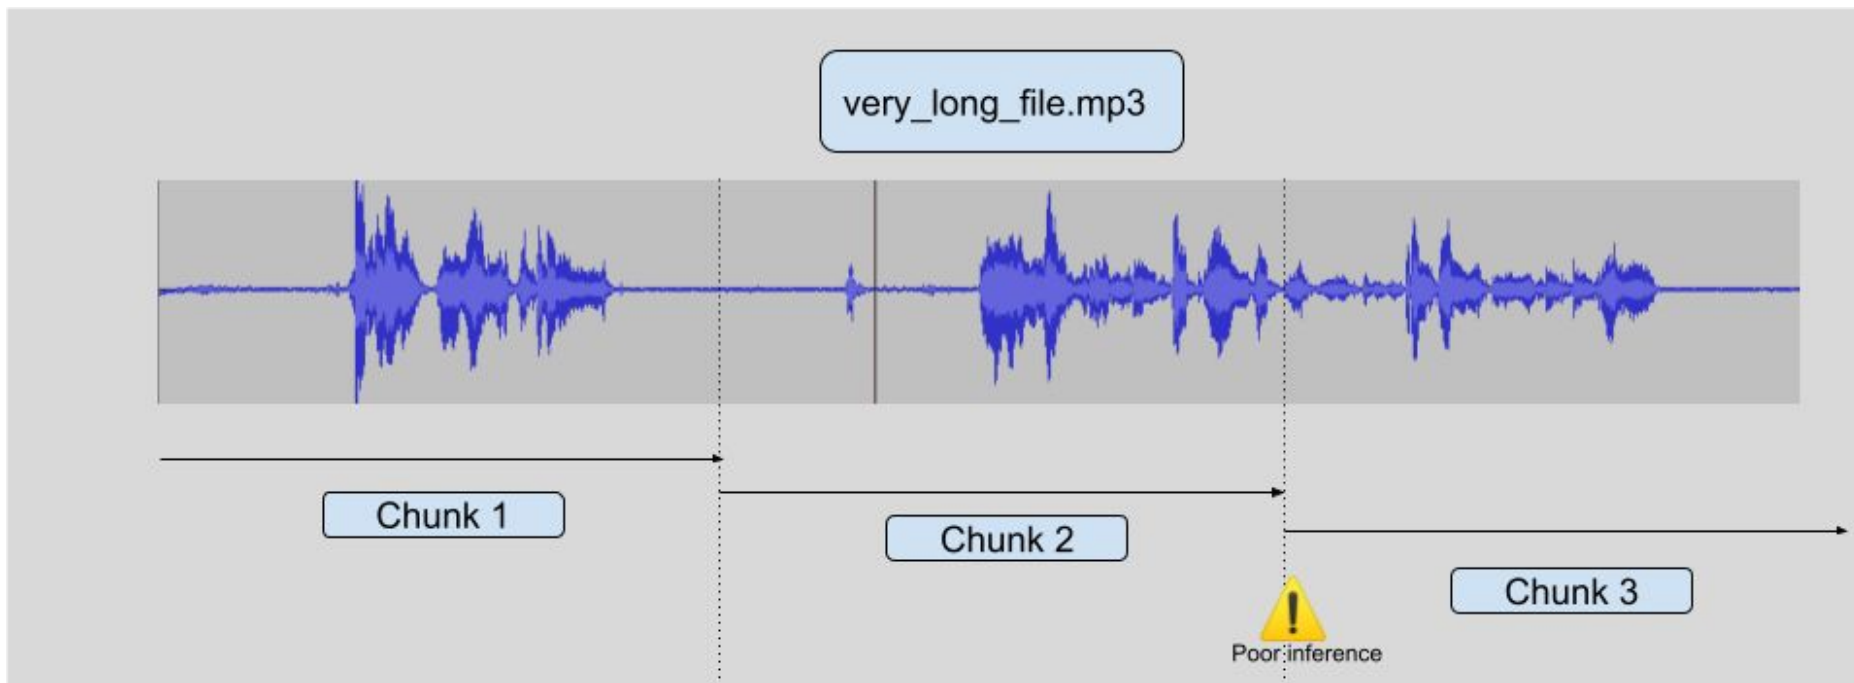 very_long_file.mp3
Chunk 1
Chunk 2
Chunk 3
Poor inference